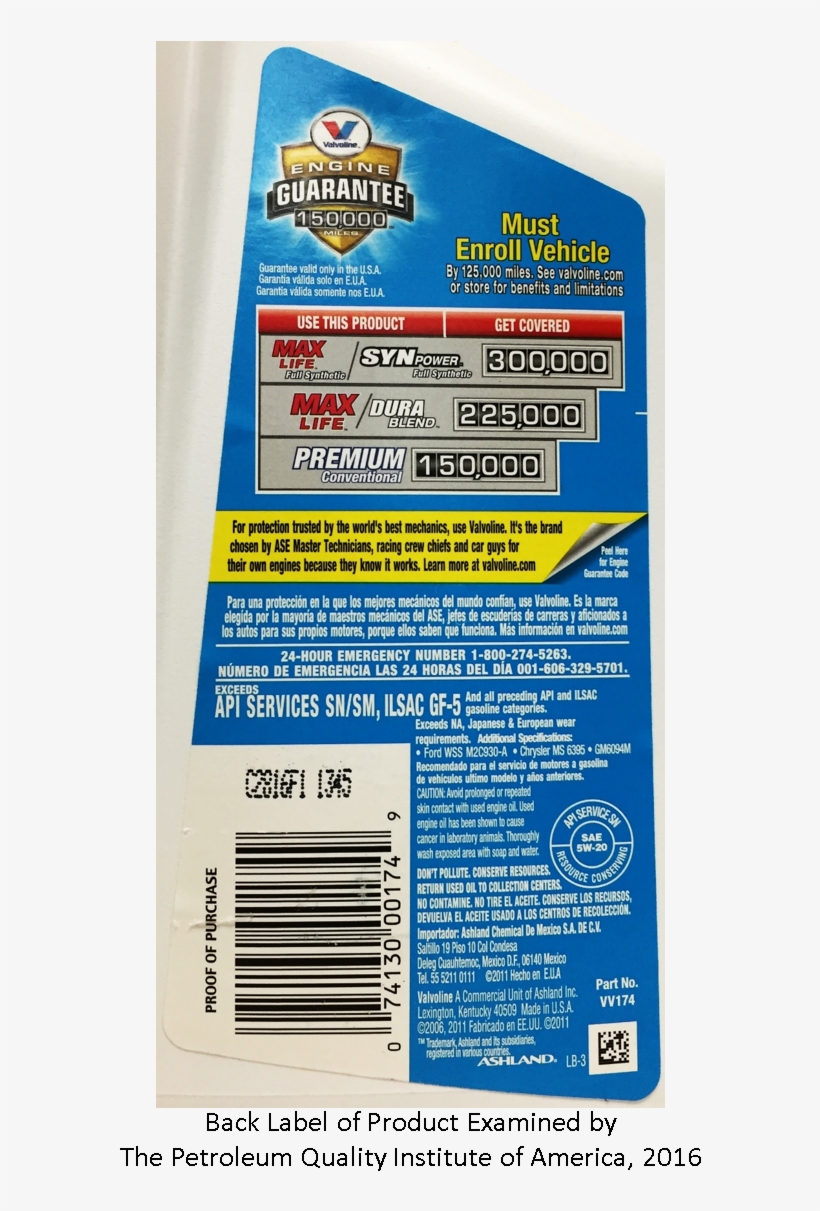 Valvoline™
ENGINE
GUARANTEE
150,000™
MILES
Guarantee valid only in the U.S.A.
Garantía válida solo en E.U.A.
Garantía válida somente nos E.U.A.
Must
Enroll Vehicle
By 125,000 miles. See valvoline.com
or store for benefits and limitations
USE THIS PRODUCT GET COVERED
MAX LIFE™ Full Synthetic / SYNPOWER® Full Synthetic 300,000
MAX LIFE™ / DURA BLEND™ 225,000
PREMIUM Conventional 150,000
For protection trusted by the world's best mechanics, use Valvoline. It's the brand
chosen by ASE Master Technicians, racing crew chiefs and car guys for
their own engines because they know it works. Learn more at valvoline.com
Peel Here
for Engine
Guarantee Code
Para una protección en la que los mejores mecánicos del mundo confían, use Valvoline. Es la marca
elegida por la mayoria de maestros mecánicos del ASE, jefes de escuderías de carreras y aficionados a
los autos para sus propios motores, porque ellos saben que funciona. Más información en valvoline.com
24-HOUR EMERGENCY NUMBER 1-800-274-5263.
NÚMERO DE EMERGENCIA LAS 24 HORAS DEL DÍA 001-606-329-5701.
EXCEEDS
API SERVICES SN/SM, ILSAC GF-5 And all preceding API and ILSAC
gasoline categories.
Exceeds NA, Japanese & European wear
requirements. Additional Specifications:
• Ford WSS M2C930-A • Chrysler MS 6395 • GM6094M
Recomendado para el servicio de motores a gasolina
de vehículos ultimo modelo y años anteriores.
CAUTION: Avoid prolonged or repeated
skin contact with used engine oil. Used
engine oil has been shown to cause
cancer in laboratory animals. Thoroughly
wash exposed area with soap and water.
API SERVICE SN
SAE
5W-20
RESOURCE CONSERVING
DON'T POLLUTE. CONSERVE RESOURCES.
RETURN USED OIL TO COLLECTION CENTERS.
NO CONTAMINE. NO TIRE EL ACEITE. CONSERVE LOS RECURSOS,
DEVUELVA EL ACEITE USADO A LOS CENTROS DE RECOLECCIÓN.
Importador: Ashland Chemical De Mexico S.A. DE C.V.
Saltillo 19 Piso 10 Col Condesa
Deleg Cuauhtemoc, Mexico D.F., 06140 Mexico
Tel. 55 5211 0111 ©2011 Hecho en E.U.A
Valvoline A Commercial Unit of Ashland Inc.
Lexington, Kentucky 40509 Made in U.S.A.
©2006, 2011 Fabricado en EE.UU. ©2011
™ Trademark, Ashland and its subsidiaries,
registered in various countries.
ASHLAND® LB-3
Part No.
VV174
C2816F1 1345
PROOF OF PURCHASE
0 74130 00174 9
Back Label of Product Examined by
The Petroleum Quality Institute of America, 2016